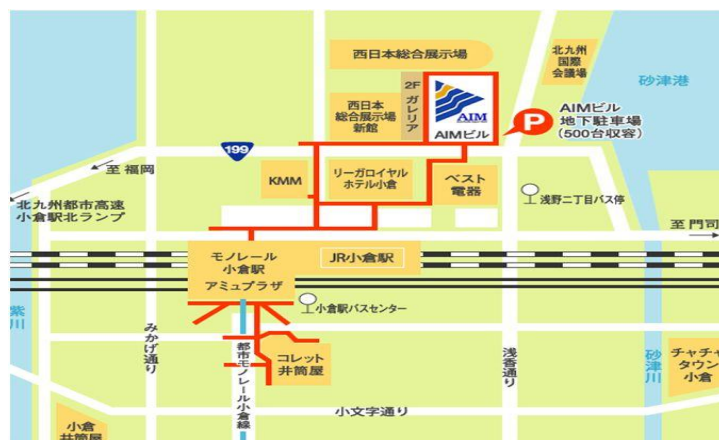 西日本総合展示場
北九州
国際
会議場
砂津港
2F
ガレリア
西日本
総合展示場
新館
AIM
AIMビル
P
AIMビル
地下駐車場
(500台収容)
199
至福岡
KMM
リーガロイヤル
ホテル小倉
ベスト
電器
浅野二丁目バス停
北九州都市高速
小倉駅北ランプ
至門司
モノレール
小倉駅
JR小倉駅
アミュプラザ
小倉駅バスセンター
紫川
みかげ通り
都市モノレール小倉線
コレット
井筒屋
浅香通り
砂津川
チャチャ
タウン
小倉
小文字通り
小倉
井筒屋